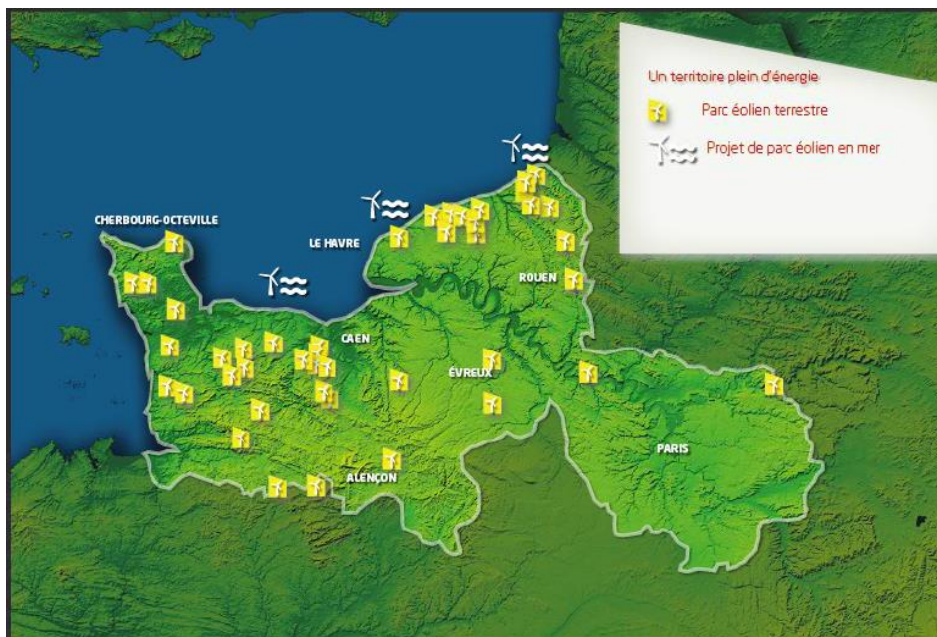 Un territoire plein d'énergie
Parc éolien terrestre
Projet de parc éolien en mer
CHERBOURG-OCTEVILLE
LE HAVRE
ROUEN
CAEN
ÉVREUX
PARIS
ALENÇON